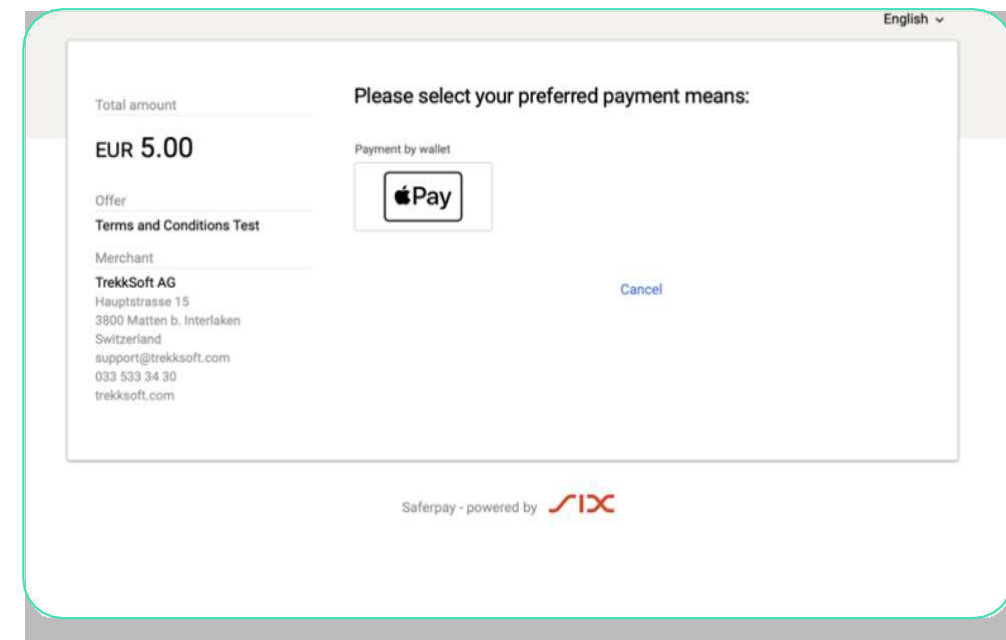 English
Total amount
EUR 5.00
Offer
Terms and Conditions Test
Merchant
TrekkSoft AG
Hauptstrasse 15
3800 Matten b. Interlaken
Switzerland
support@trekksoft.com
033 533 34 30
trekksoft.com
Please select your preferred payment means:
Payment by wallet
Pay
Cancel
Saferpay - powered by SIX